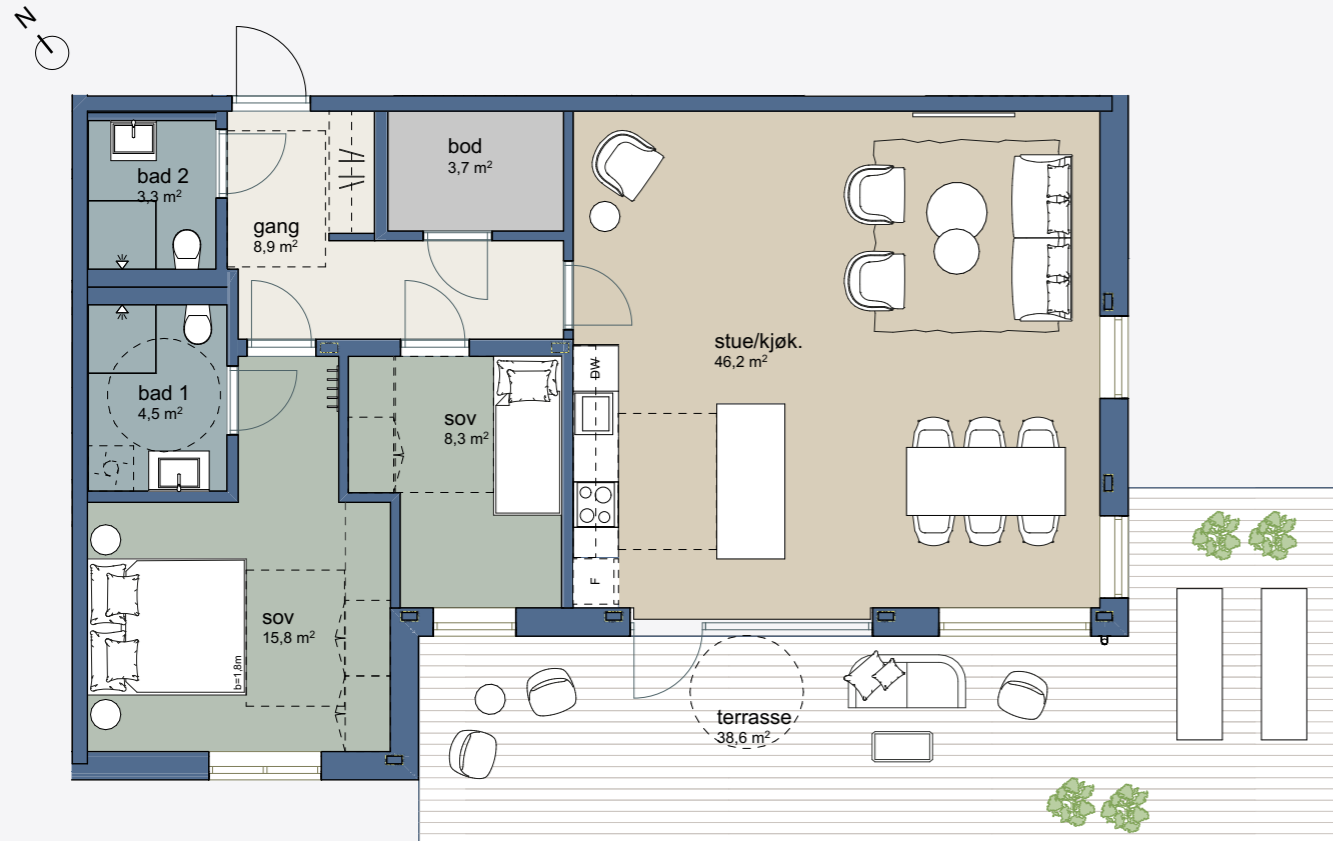 N
bod
3,7 m²
bad 2
3,3 m²
gang
8,9 m²
stue/kjøk.
46,2 m²
DW
bad 1
4,5 m²
sov
8,3 m²
F
sov
15,8 m²
b=1,8m
terrasse
38,6 m²